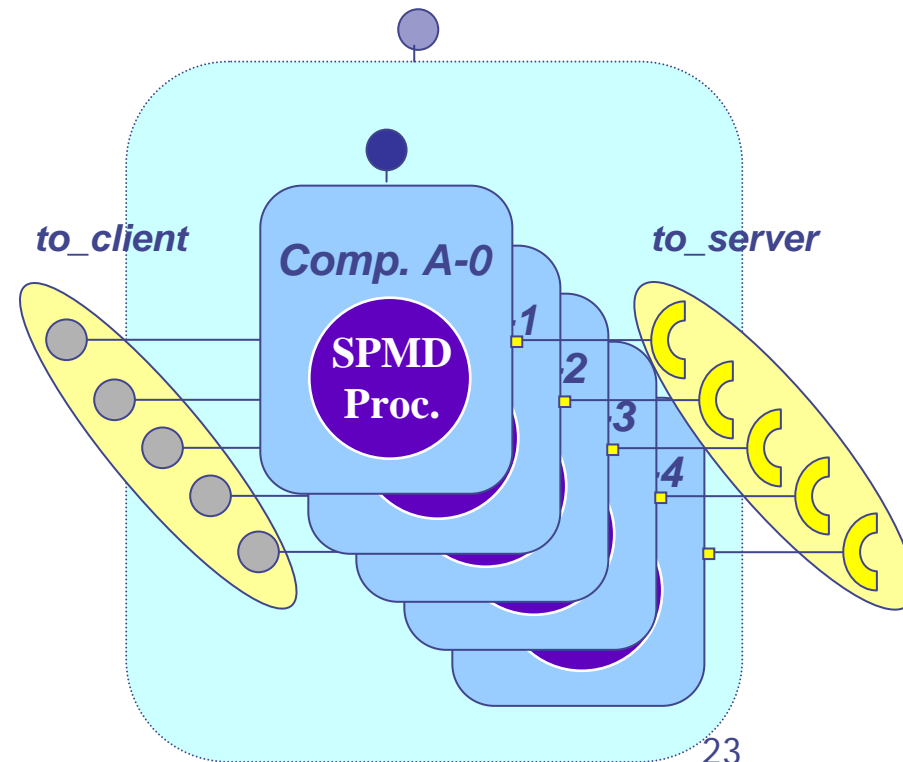 to_client
to_server
Comp. A-0
-1
-2
-3
-4
SPMD
Proc.
23